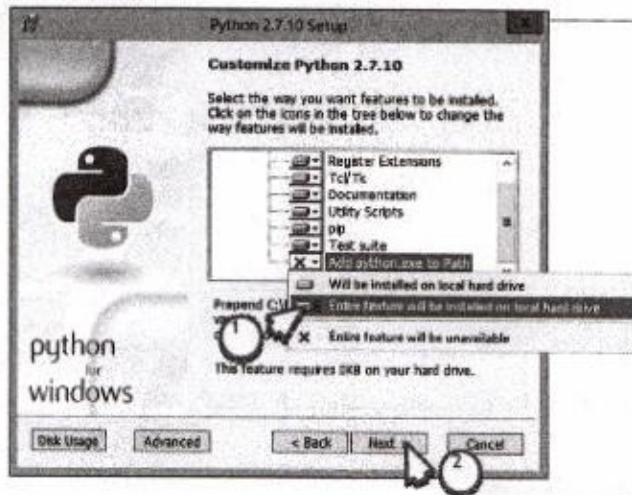 Python 2.7.10 Setup
Customize Python 2.7.10
Select the way you want features to be installed.
Click on the icons in the tree below to change the
way features will be installed.
Register Extensions
Tcl/Tk
Documentation
Utility Scripts
pip
Test suite
Add python.exe to Path
Will be installed on local hard drive
Prepend C:\
Entire feature will be installed on local hard drive
1
Entire feature will be unavailable
This feature requires 0KB on your hard drive.
python
for
windows
Disk Usage
Advanced
< Back
Next >
Cancel
2